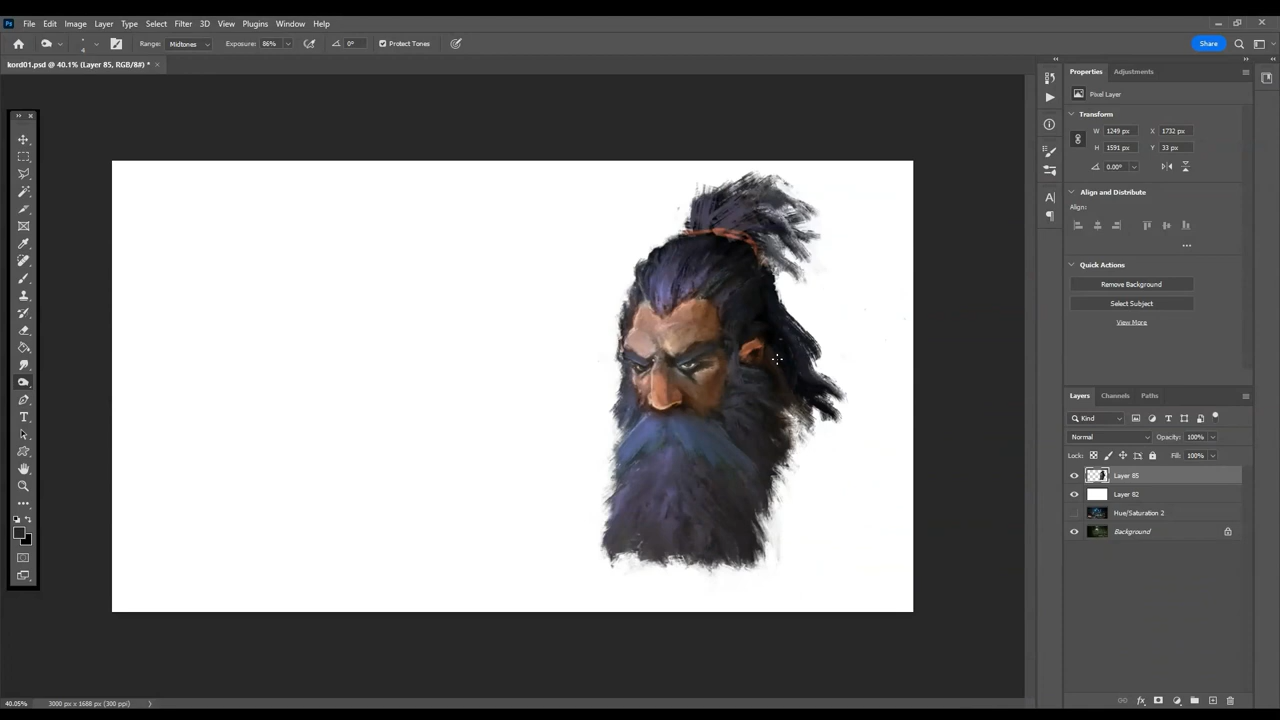 Ps File Edit Image Layer Type Select Filter 3D View Plugins Window Help
4 Range: Midtones Exposure: 86% 0° Protect Tones Share
kord01.psd @ 40.1% (Layer 85, RGB/8#) * ×
Properties Adjustments
Pixel Layer
Transform
W 1249 px X 1732 px
H 1591 px Y 33 px
0.00°
Align and Distribute
Align:
Quick Actions
Remove Background
Select Subject
View More
Layers Channels Paths
Kind
Normal Opacity: 100%
Lock: Fill: 100%
Layer 85
Layer 82
Hue/Saturation 2
Background
40.05% 3000 px x 1688 px (300 ppi)